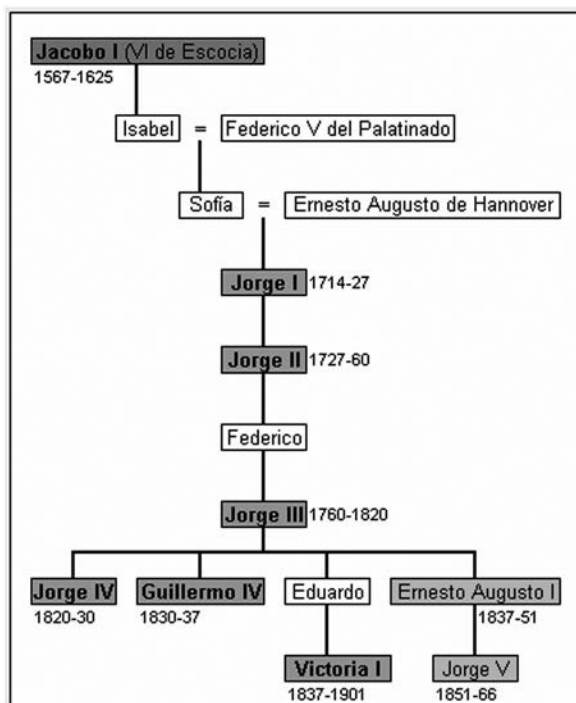 Jacobo I (VI de Escocia)
1567-1625
Isabel = Federico V del Palatinado
Sofía = Ernesto Augusto de Hannover
Jorge I 1714-27
Jorge II 1727-60
Federico
Jorge III 1760-1820
Jorge IV Guillermo IV Eduardo Ernesto Augusto I
1820-30 1830-37 1837-51
Victoria I Jorge V
1837-1901 1851-66